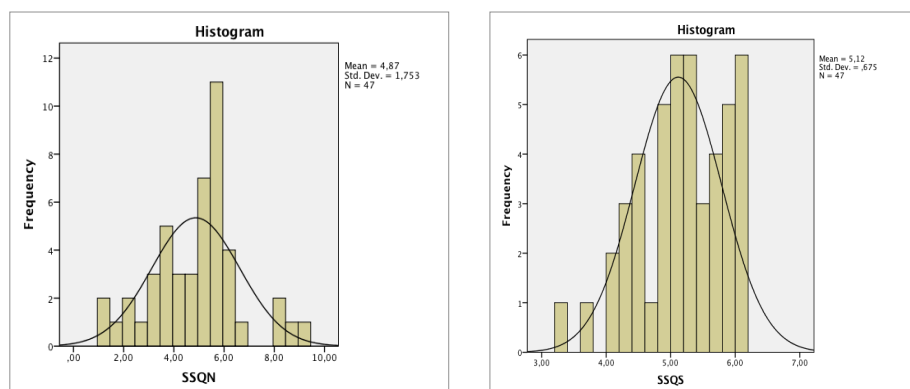 Histogram
Mean = 4,87
Std. Dev. = 1,753
N = 47
12
10
8
6
4
2
0
Frequency
,00
2,00
4,00
6,00
8,00
10,00
SSQN
Histogram
Mean = 5,12
Std. Dev. = ,675
N = 47
6
5
4
3
2
1
0
Frequency
3,00
4,00
5,00
6,00
7,00
SSQS